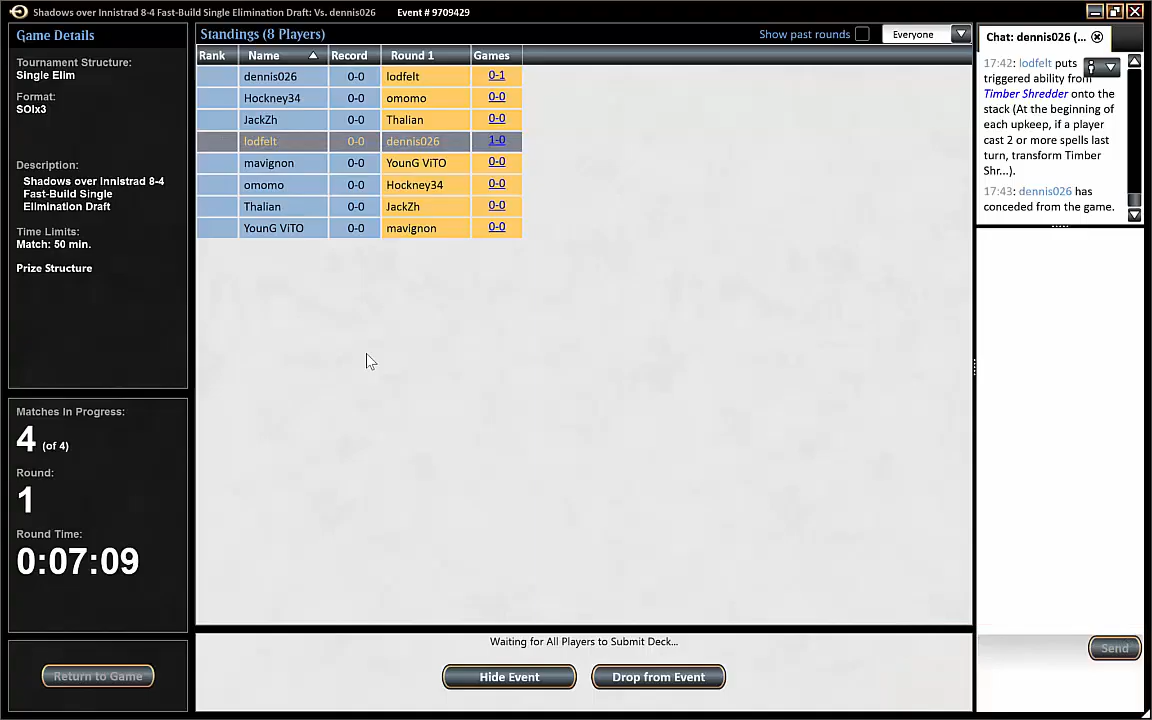 Shadows over Innistrad 8-4 Fast-Build Single Elimination Draft: Vs. dennis026 Event # 9709429
Game Details
Tournament Structure:
Single Elim
Format:
SOIx3
Description:
Shadows over Innistrad 8-4
Fast-Build Single
Elimination Draft
Time Limits:
Match: 50 min.
Prize Structure
Matches In Progress:
4 (of 4)
Round:
1
Round Time:
0:07:09
Return to Game
Standings (8 Players) Show past rounds Everyone
Rank Name Record Round 1 Games
dennis026 0-0 lodfelt 0-1
Hockney34 0-0 omomo 0-0
JackZh 0-0 Thalian 0-0
lodfelt 0-0 dennis026 1-0
mavignon 0-0 YounG ViTO 0-0
omomo 0-0 Hockney34 0-0
Thalian 0-0 JackZh 0-0
YounG ViTO 0-0 mavignon 0-0
Waiting for All Players to Submit Deck...
Hide Event Drop from Event
Chat: dennis026 (...
17:42: lodfelt puts
triggered ability from
Timber Shredder onto the
stack (At the beginning of
each upkeep, if a player
cast 2 or more spells last
turn, transform Timber
Shr...).
17:43: dennis026 has
conceded from the game.
Send